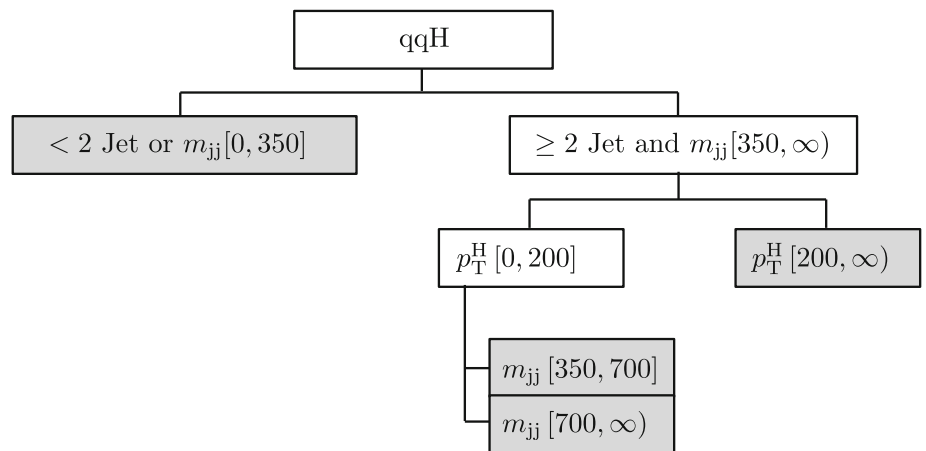 qqH
< 2 Jet or m_jj[0, 350]
≥ 2 Jet and m_jj[350, ∞)
p_T^H [0, 200]
p_T^H [200, ∞)
m_jj [350, 700]
m_jj [700, ∞)